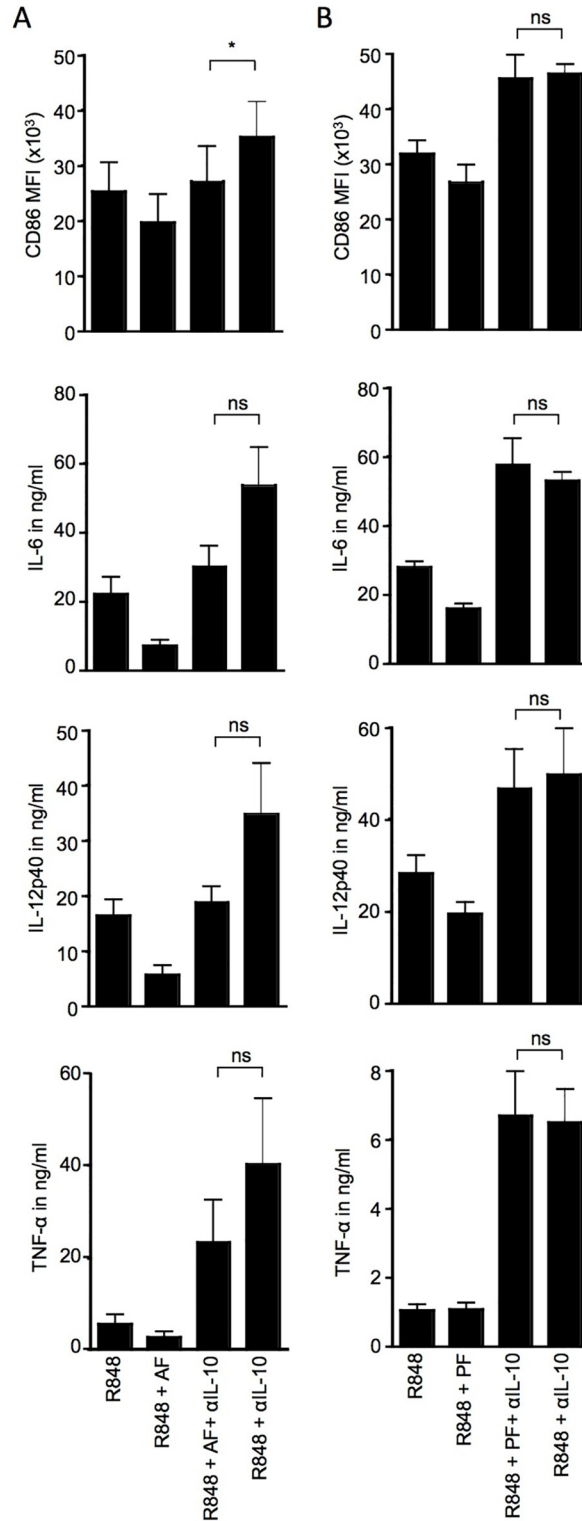 A
*
50
40
30
20
10
0
CD86 MFI (x10³)
B
ns
50
40
30
20
10
0
CD86 MFI (x10³)
ns
80
60
40
20
0
IL-6 in ng/ml
ns
80
60
40
20
0
IL-6 in ng/ml
ns
50
40
30
20
10
0
IL-12p40 in ng/ml
ns
60
40
20
0
IL-12p40 in ng/ml
ns
60
40
20
0
TNF-α in ng/ml
R848
R848 + AF
R848 + AF+ αIL-10
R848 + αIL-10
ns
8
6
4
2
0
TNF-α in ng/ml
R848
R848 + PF
R848 + PF+ αIL-10
R848 + αIL-10